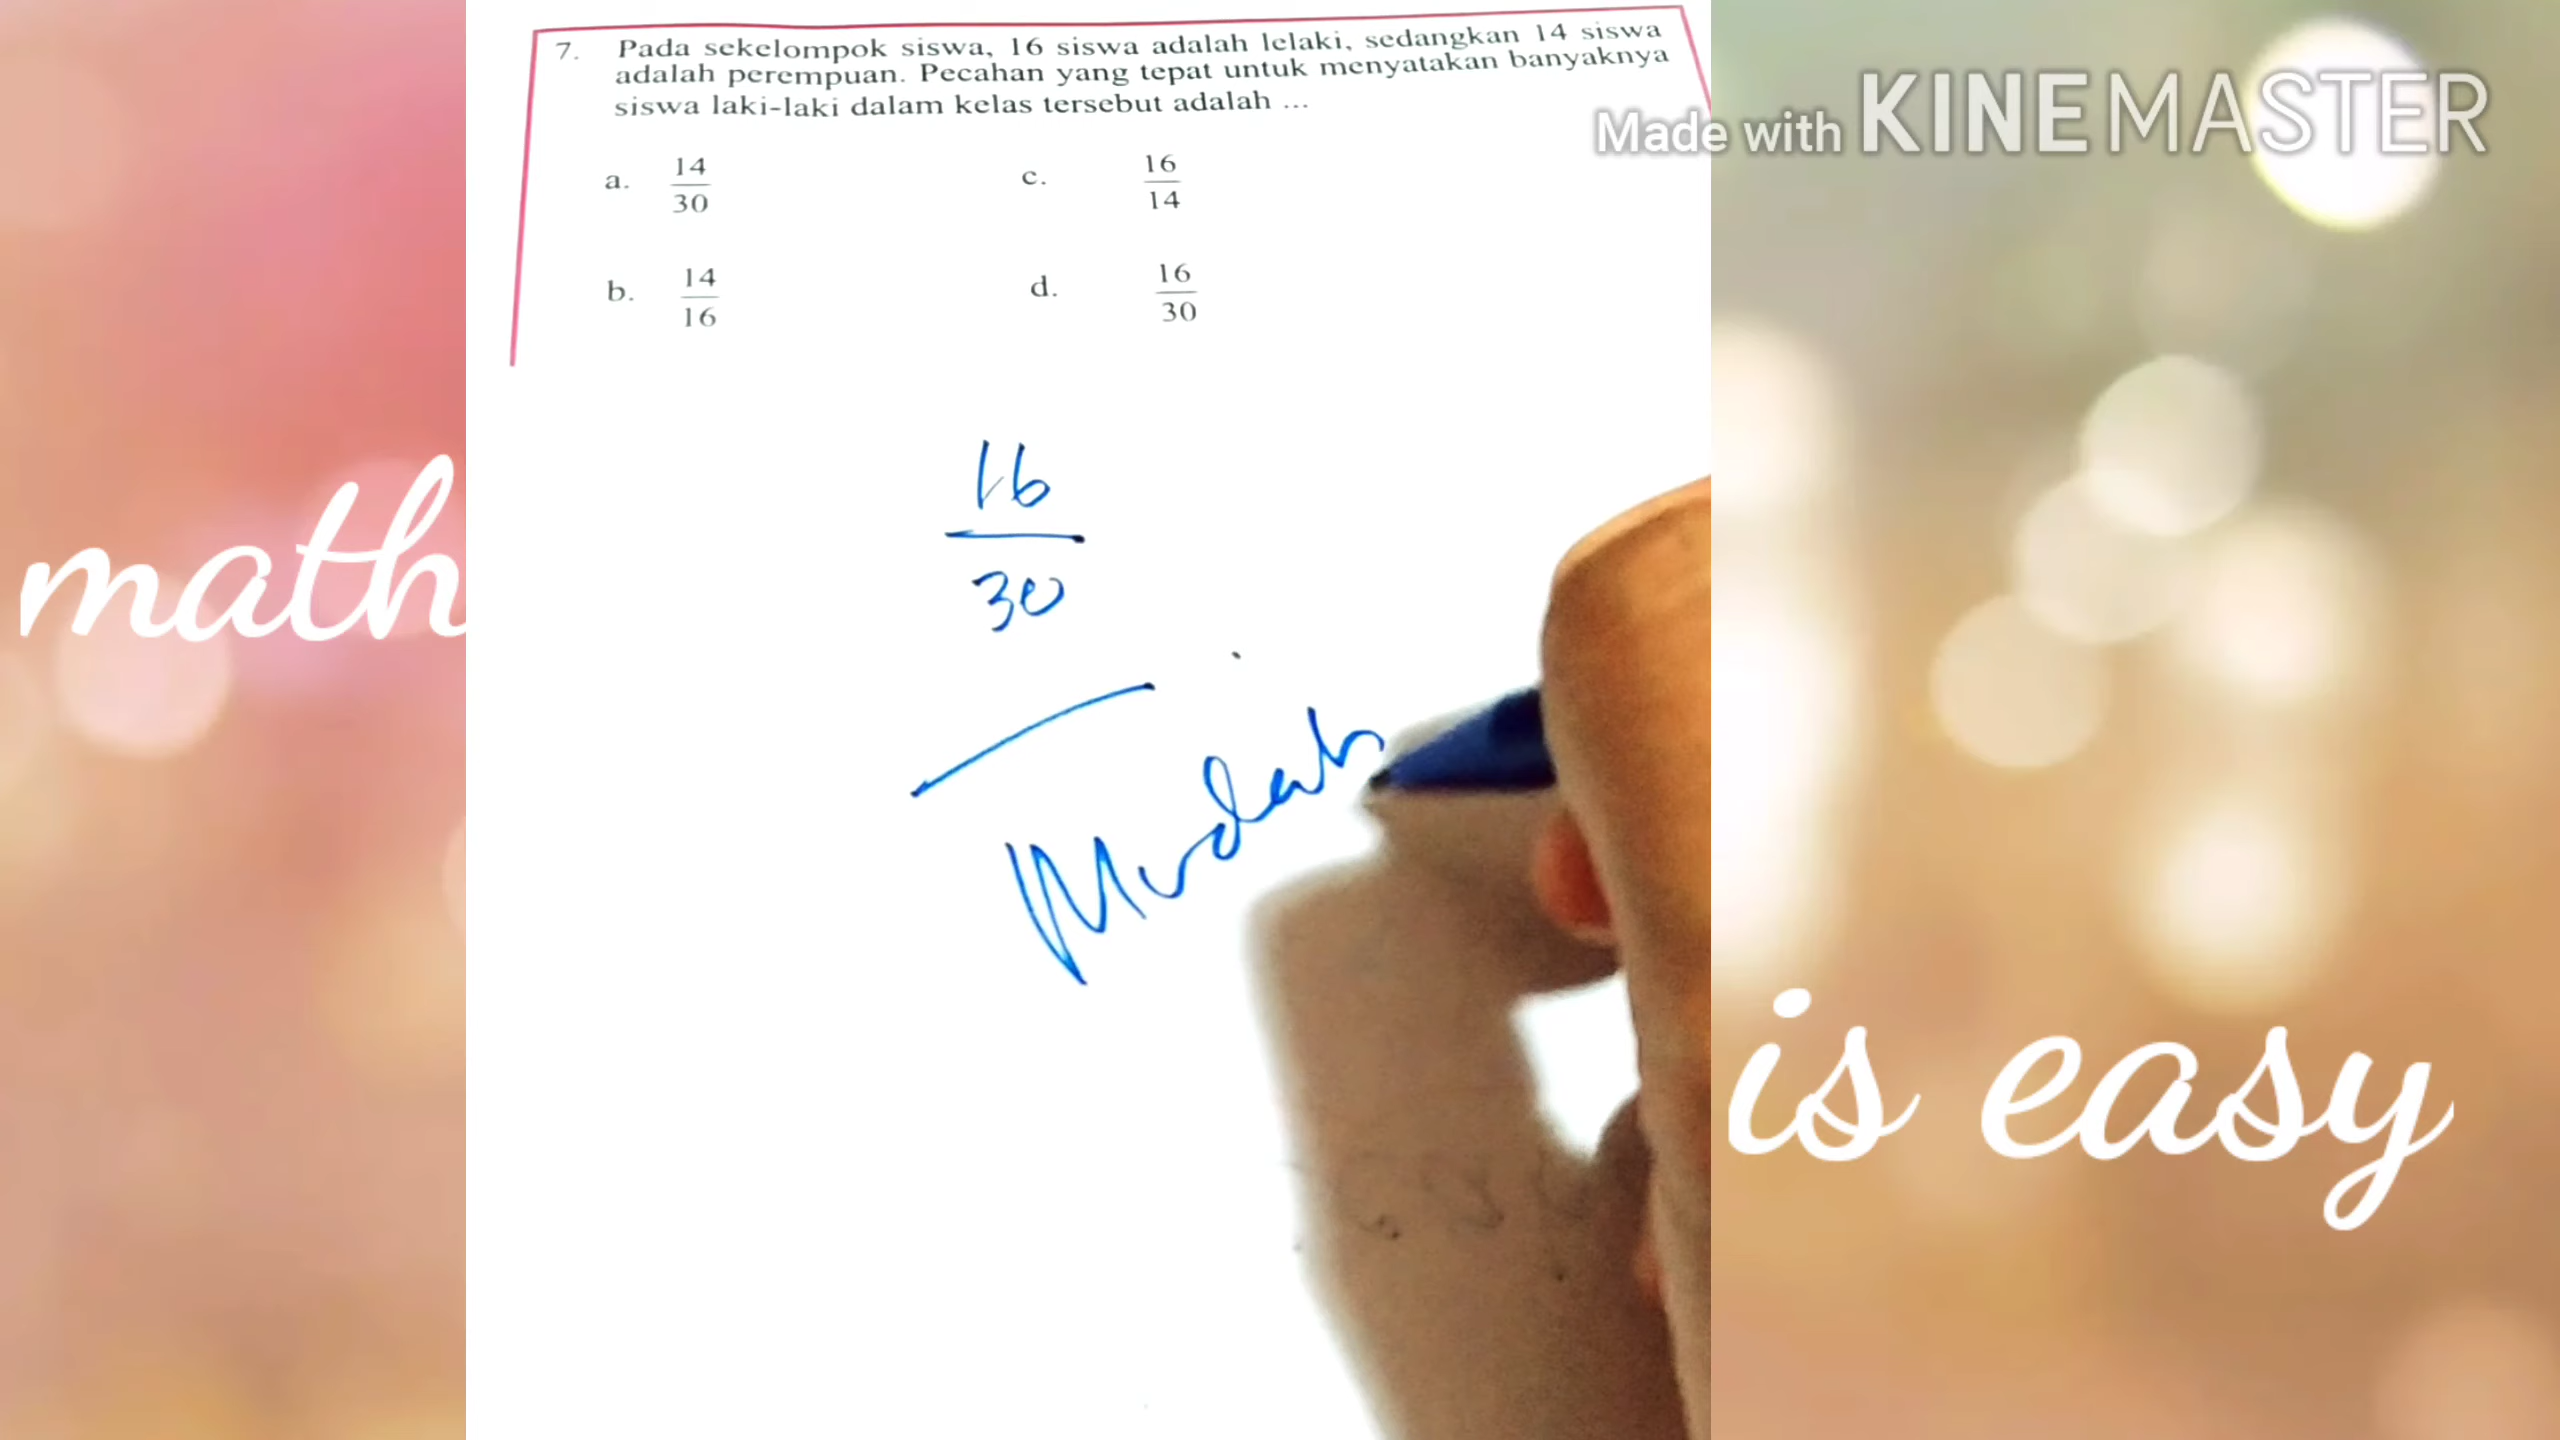 7. Pada sekelompok siswa, 16 siswa adalah lelaki, sedangkan 14 siswa
adalah perempuan. Pecahan yang tepat untuk menyatakan banyaknya
siswa laki-laki dalam kelas tersebut adalah ...
Made with KINEMASTER
a. 14/30 c. 16/14
b. 14/16 d. 16/30
16
30
math
Mudah
is easy